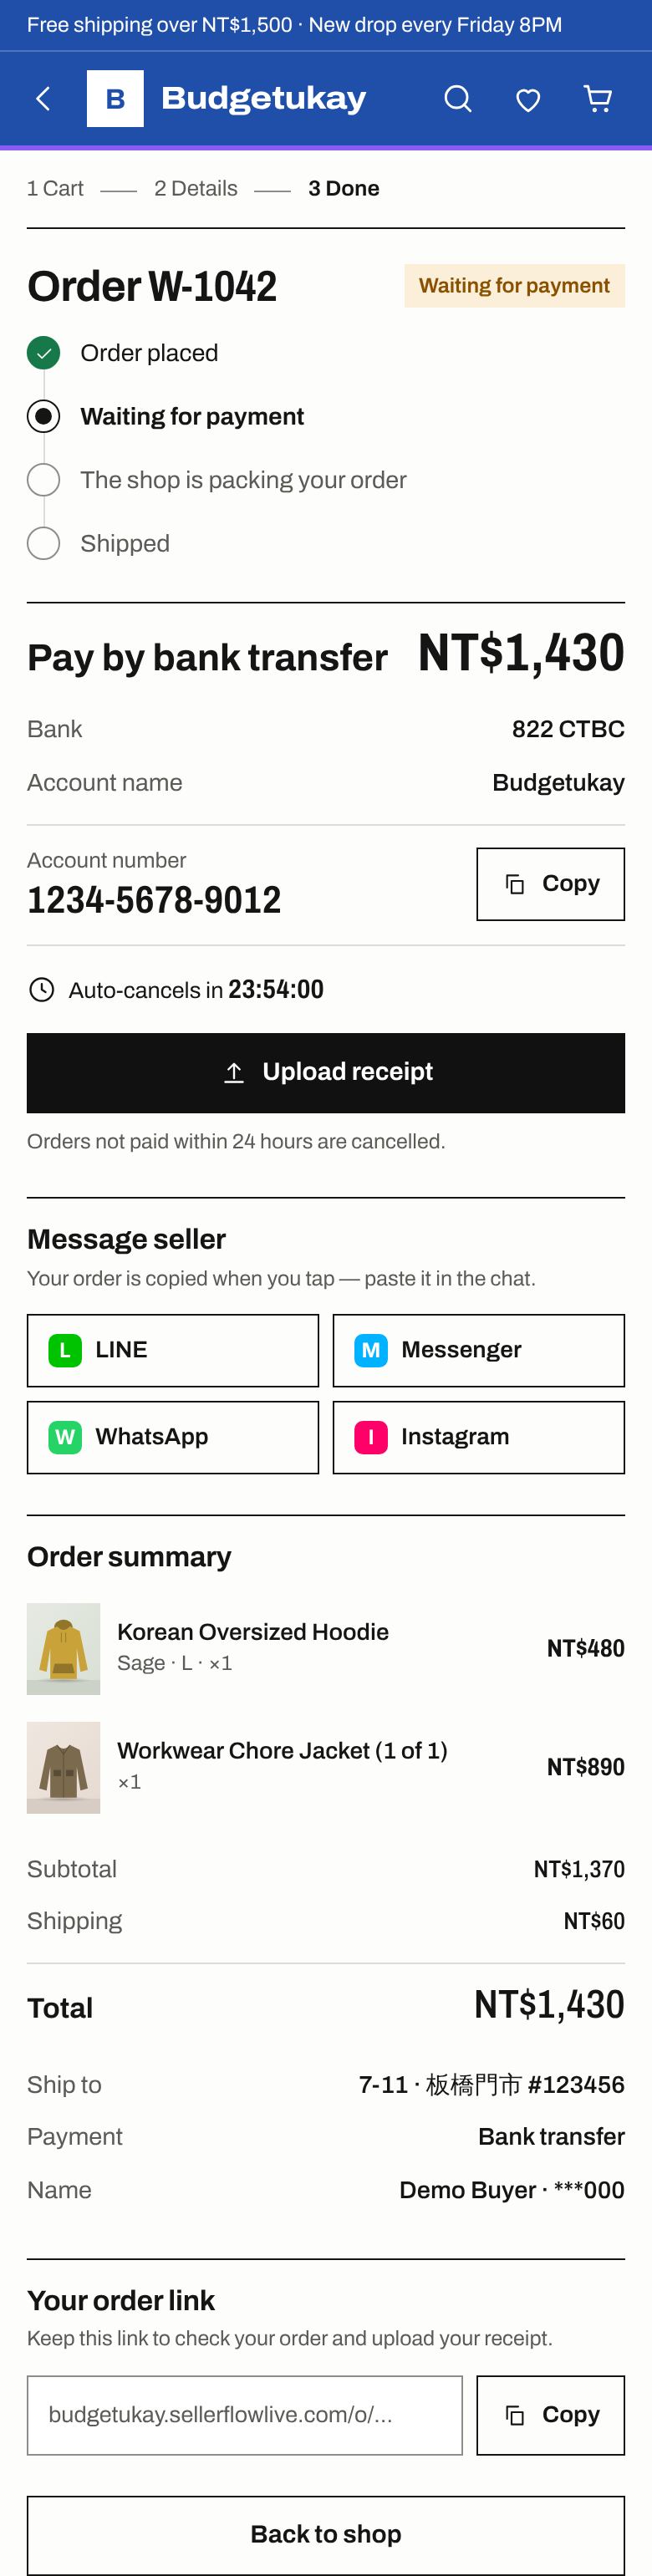 Free shipping over NT$1,500 · New drop every Friday 8PM
B Budgetukay
1 Cart — 2 Details — 3 Done
Order W-1042
Waiting for payment
Order placed
Waiting for payment
The shop is packing your order
Shipped
Pay by bank transfer NT$1,430
Bank 822 CTBC
Account name Budgetukay
Account number
1234-5678-9012
Copy
Auto-cancels in 23:54:00
Upload receipt
Orders not paid within 24 hours are cancelled.
Message seller
Your order is copied when you tap — paste it in the chat.
L LINE
M Messenger
W WhatsApp
I Instagram
Order summary
Korean Oversized Hoodie
Sage · L · ×1
NT$480
Workwear Chore Jacket (1 of 1)
×1
NT$890
Subtotal NT$1,370
Shipping NT$60
Total NT$1,430
Ship to 7-11 · 板橋門市 #123456
Payment Bank transfer
Name Demo Buyer · ***000
Your order link
Keep this link to check your order and upload your receipt.
budgetukay.sellerflowlive.com/o/...
Copy
Back to shop